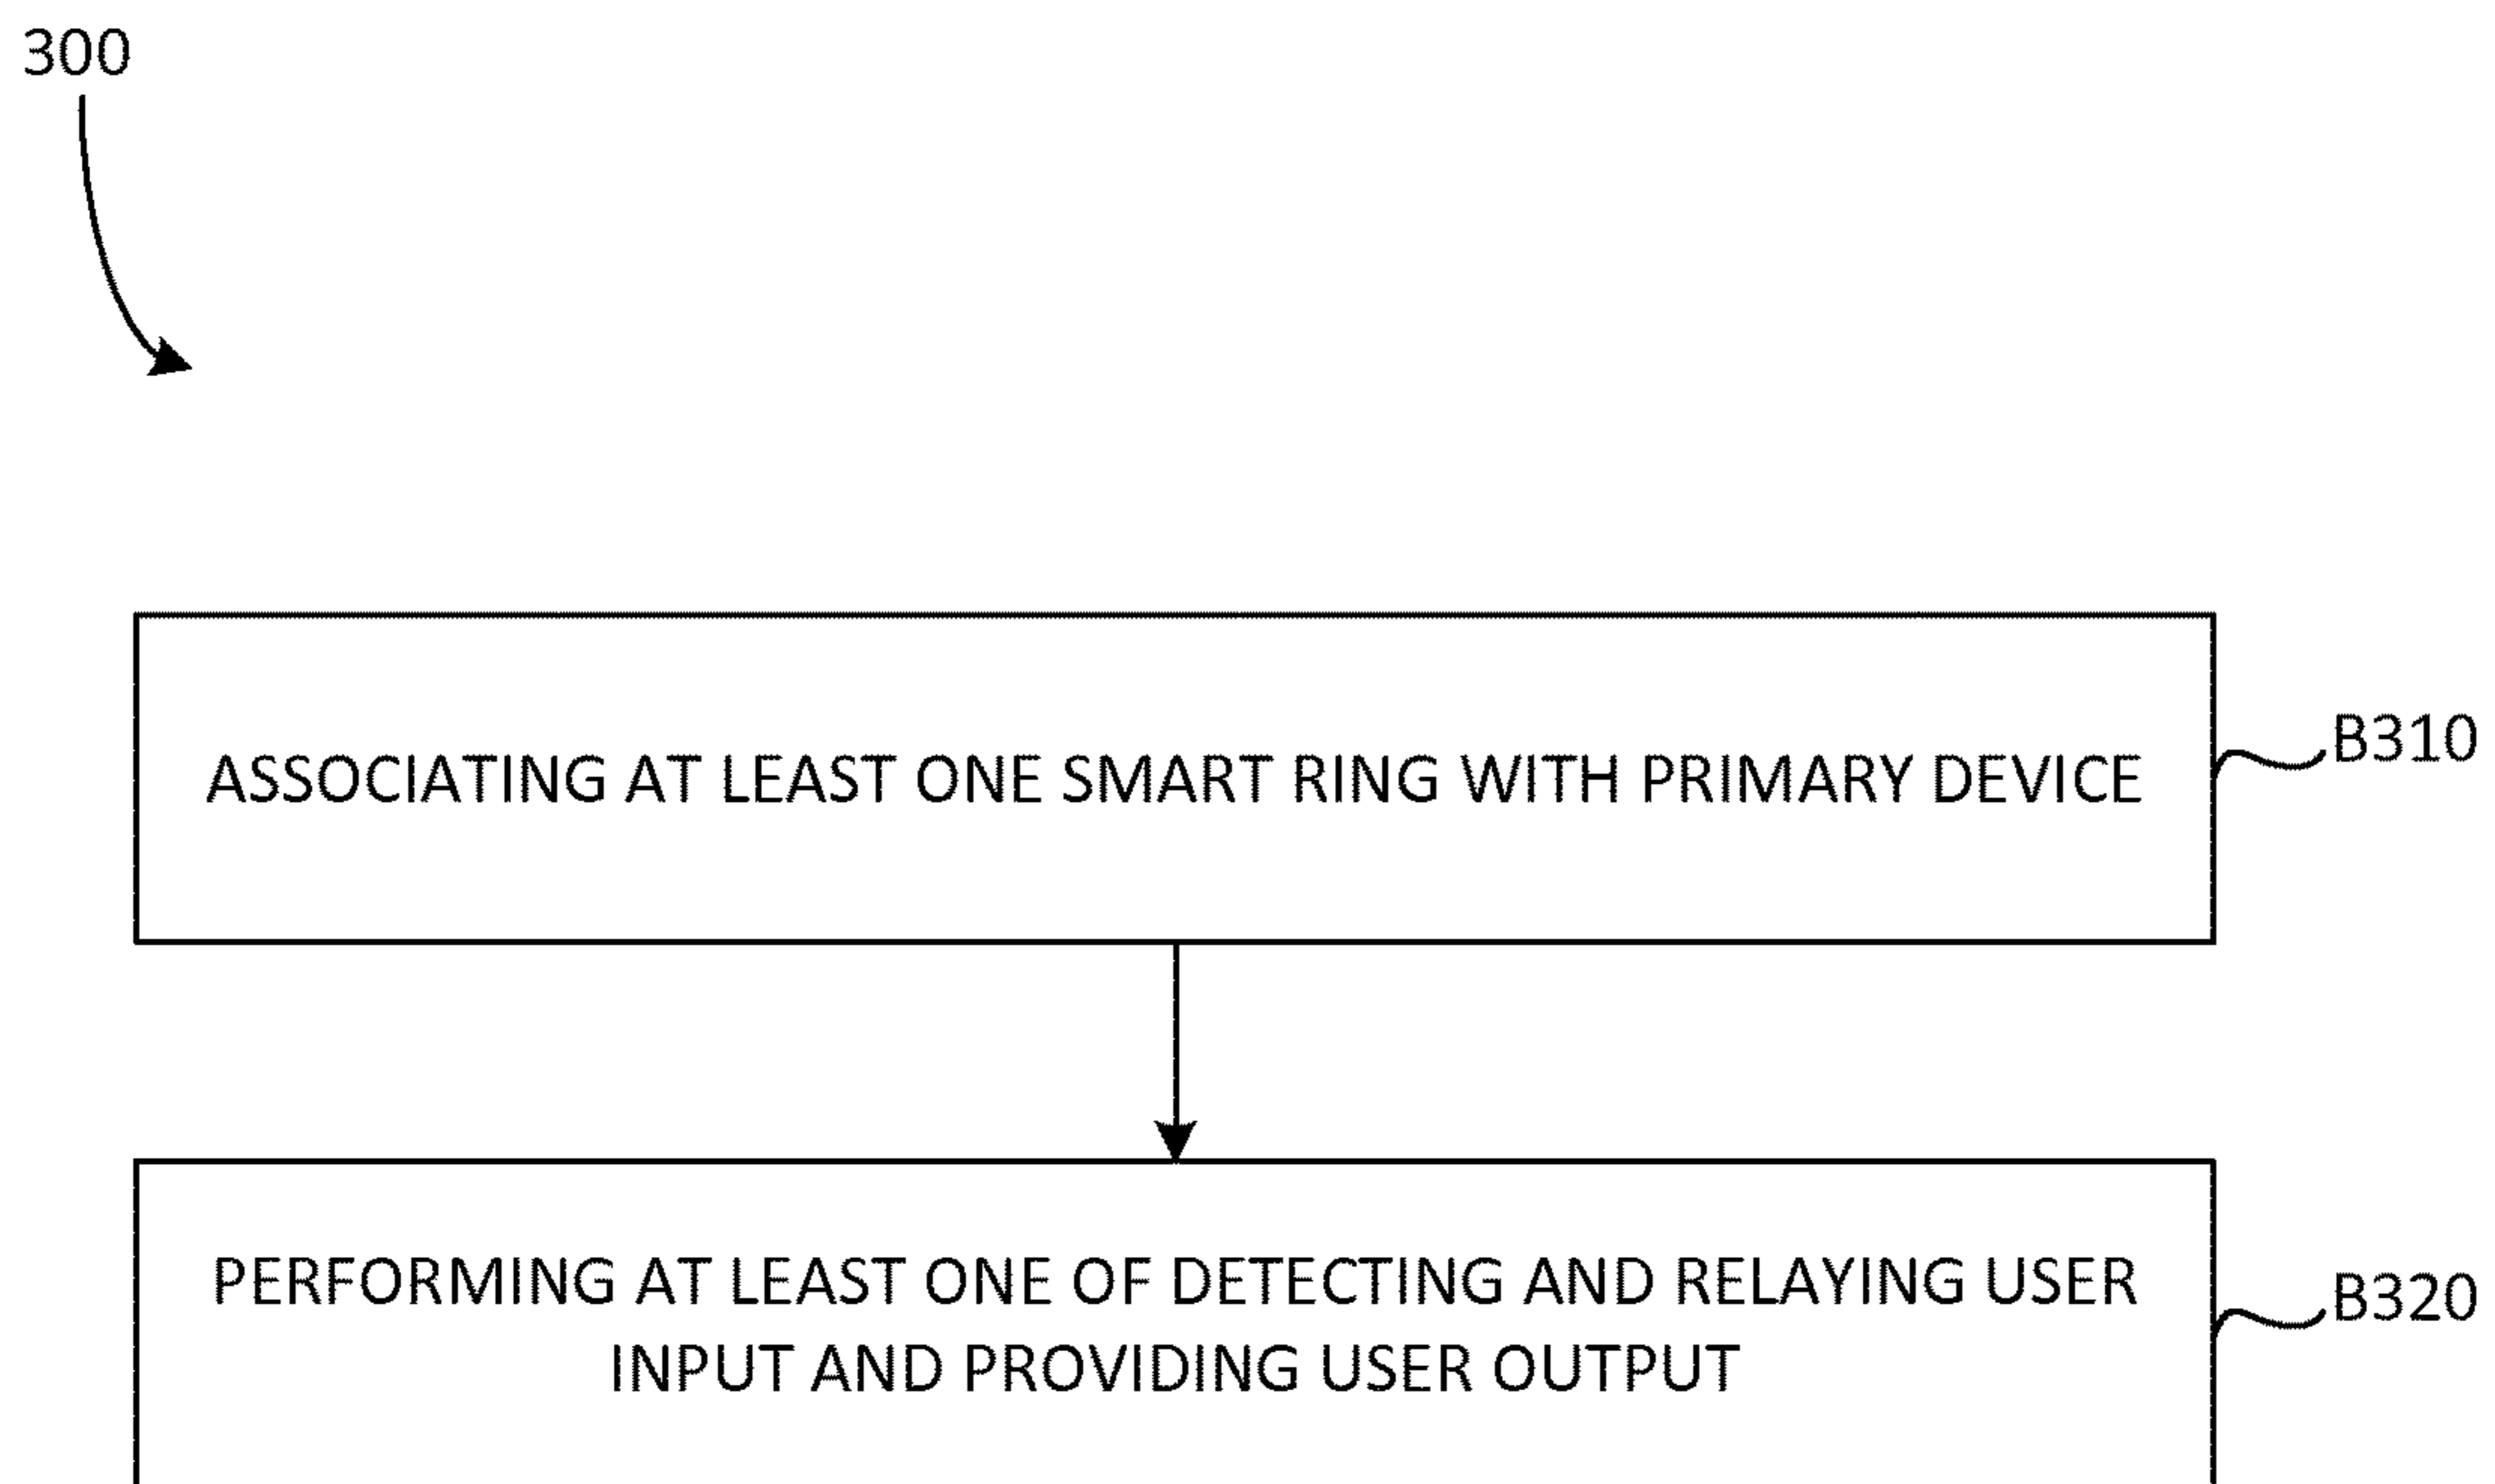 300
ASSOCIATING AT LEAST ONE SMART RING WITH PRIMARY DEVICE
B310
PERFORMING AT LEAST ONE OF DETECTING AND RELAYING USER
INPUT AND PROVIDING USER OUTPUT
B320